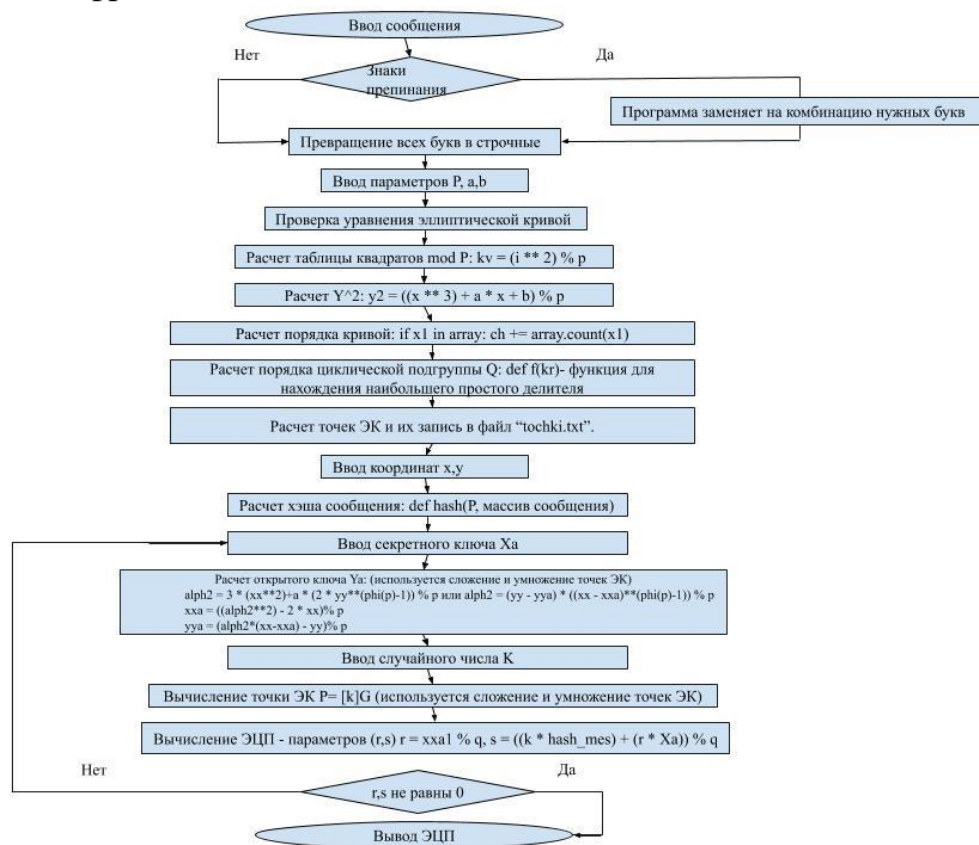 Ввод сообщения
Нет
Да
Знаки
препинания
Программа заменяет на комбинацию нужных букв
Превращение всех букв в строчные
Ввод параметров P, a,b
Проверка уравнения эллиптической кривой
Расчет таблицы квадратов mod P: kv = (i ** 2) % p
Расчет Y^2: y2 = ((x ** 3) + a * x + b) % p
Расчет порядка кривой: if x1 in array: ch += array.count(x1)
Расчет порядка циклической подгруппы Q: def f(kr)- функция для
нахождения наибольшего простого делителя
Расчет точек ЭК и их запись в файл “tochki.txt”.
Ввод координат x,y
Расчет хэша сообщения: def hash(P, массив сообщения)
Ввод секретного ключа Xa
Расчет открытого ключа Ya: (используется сложение и умножение точек ЭК)
alph2 = 3 * (xx**2)+a * (2 * yy**(phi(p)-1)) % p или alph2 = (yy - yya) * ((xx - xxa)**(phi(p)-1)) % p
xxa = ((alph2**2) - 2 * xx)% p
yya = (alph2*(xx-xxa) - yy)% p
Ввод случайного числа K
Вычисление точки ЭК P= [k]G (используется сложение и умножение точек ЭК)
Вычисление ЭЦП - параметров (r,s) r = xxa1 % q, s = ((k * hash_mes) + (r * Xa)) % q
Нет
Да
r,s не равны 0
Вывод ЭЦП